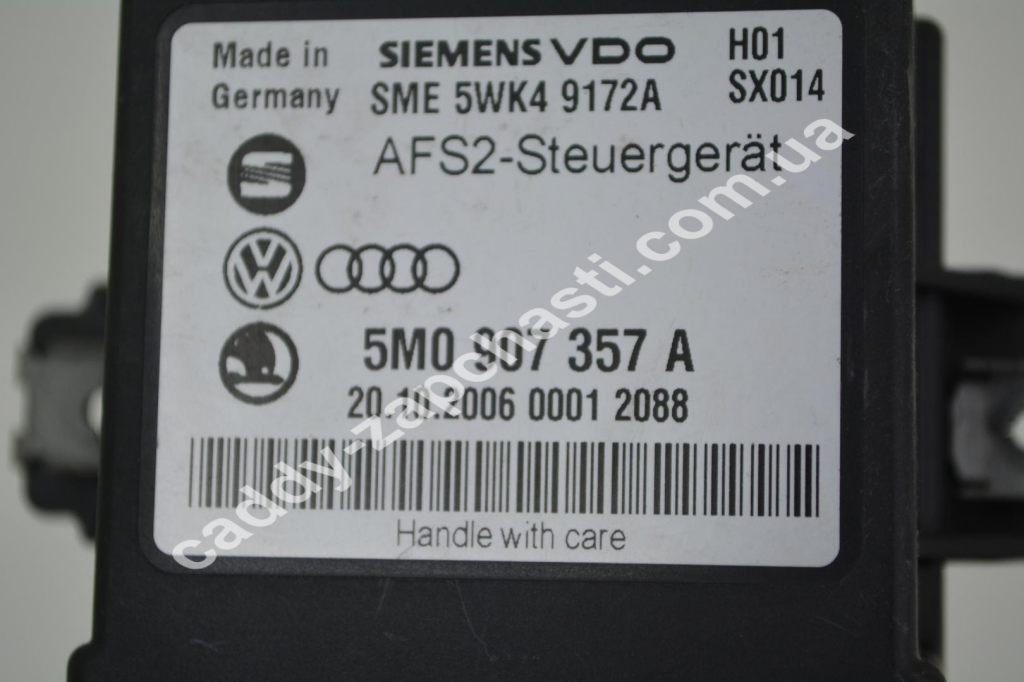 Made in
Germany
SIEMENS VDO
SME 5WK4 9172A
H01
SX014
AFS2-Steuergerät
5M0 907 357 A
20.10.2006 0001 2088
Handle with care
caddy-zapchasti.com.ua